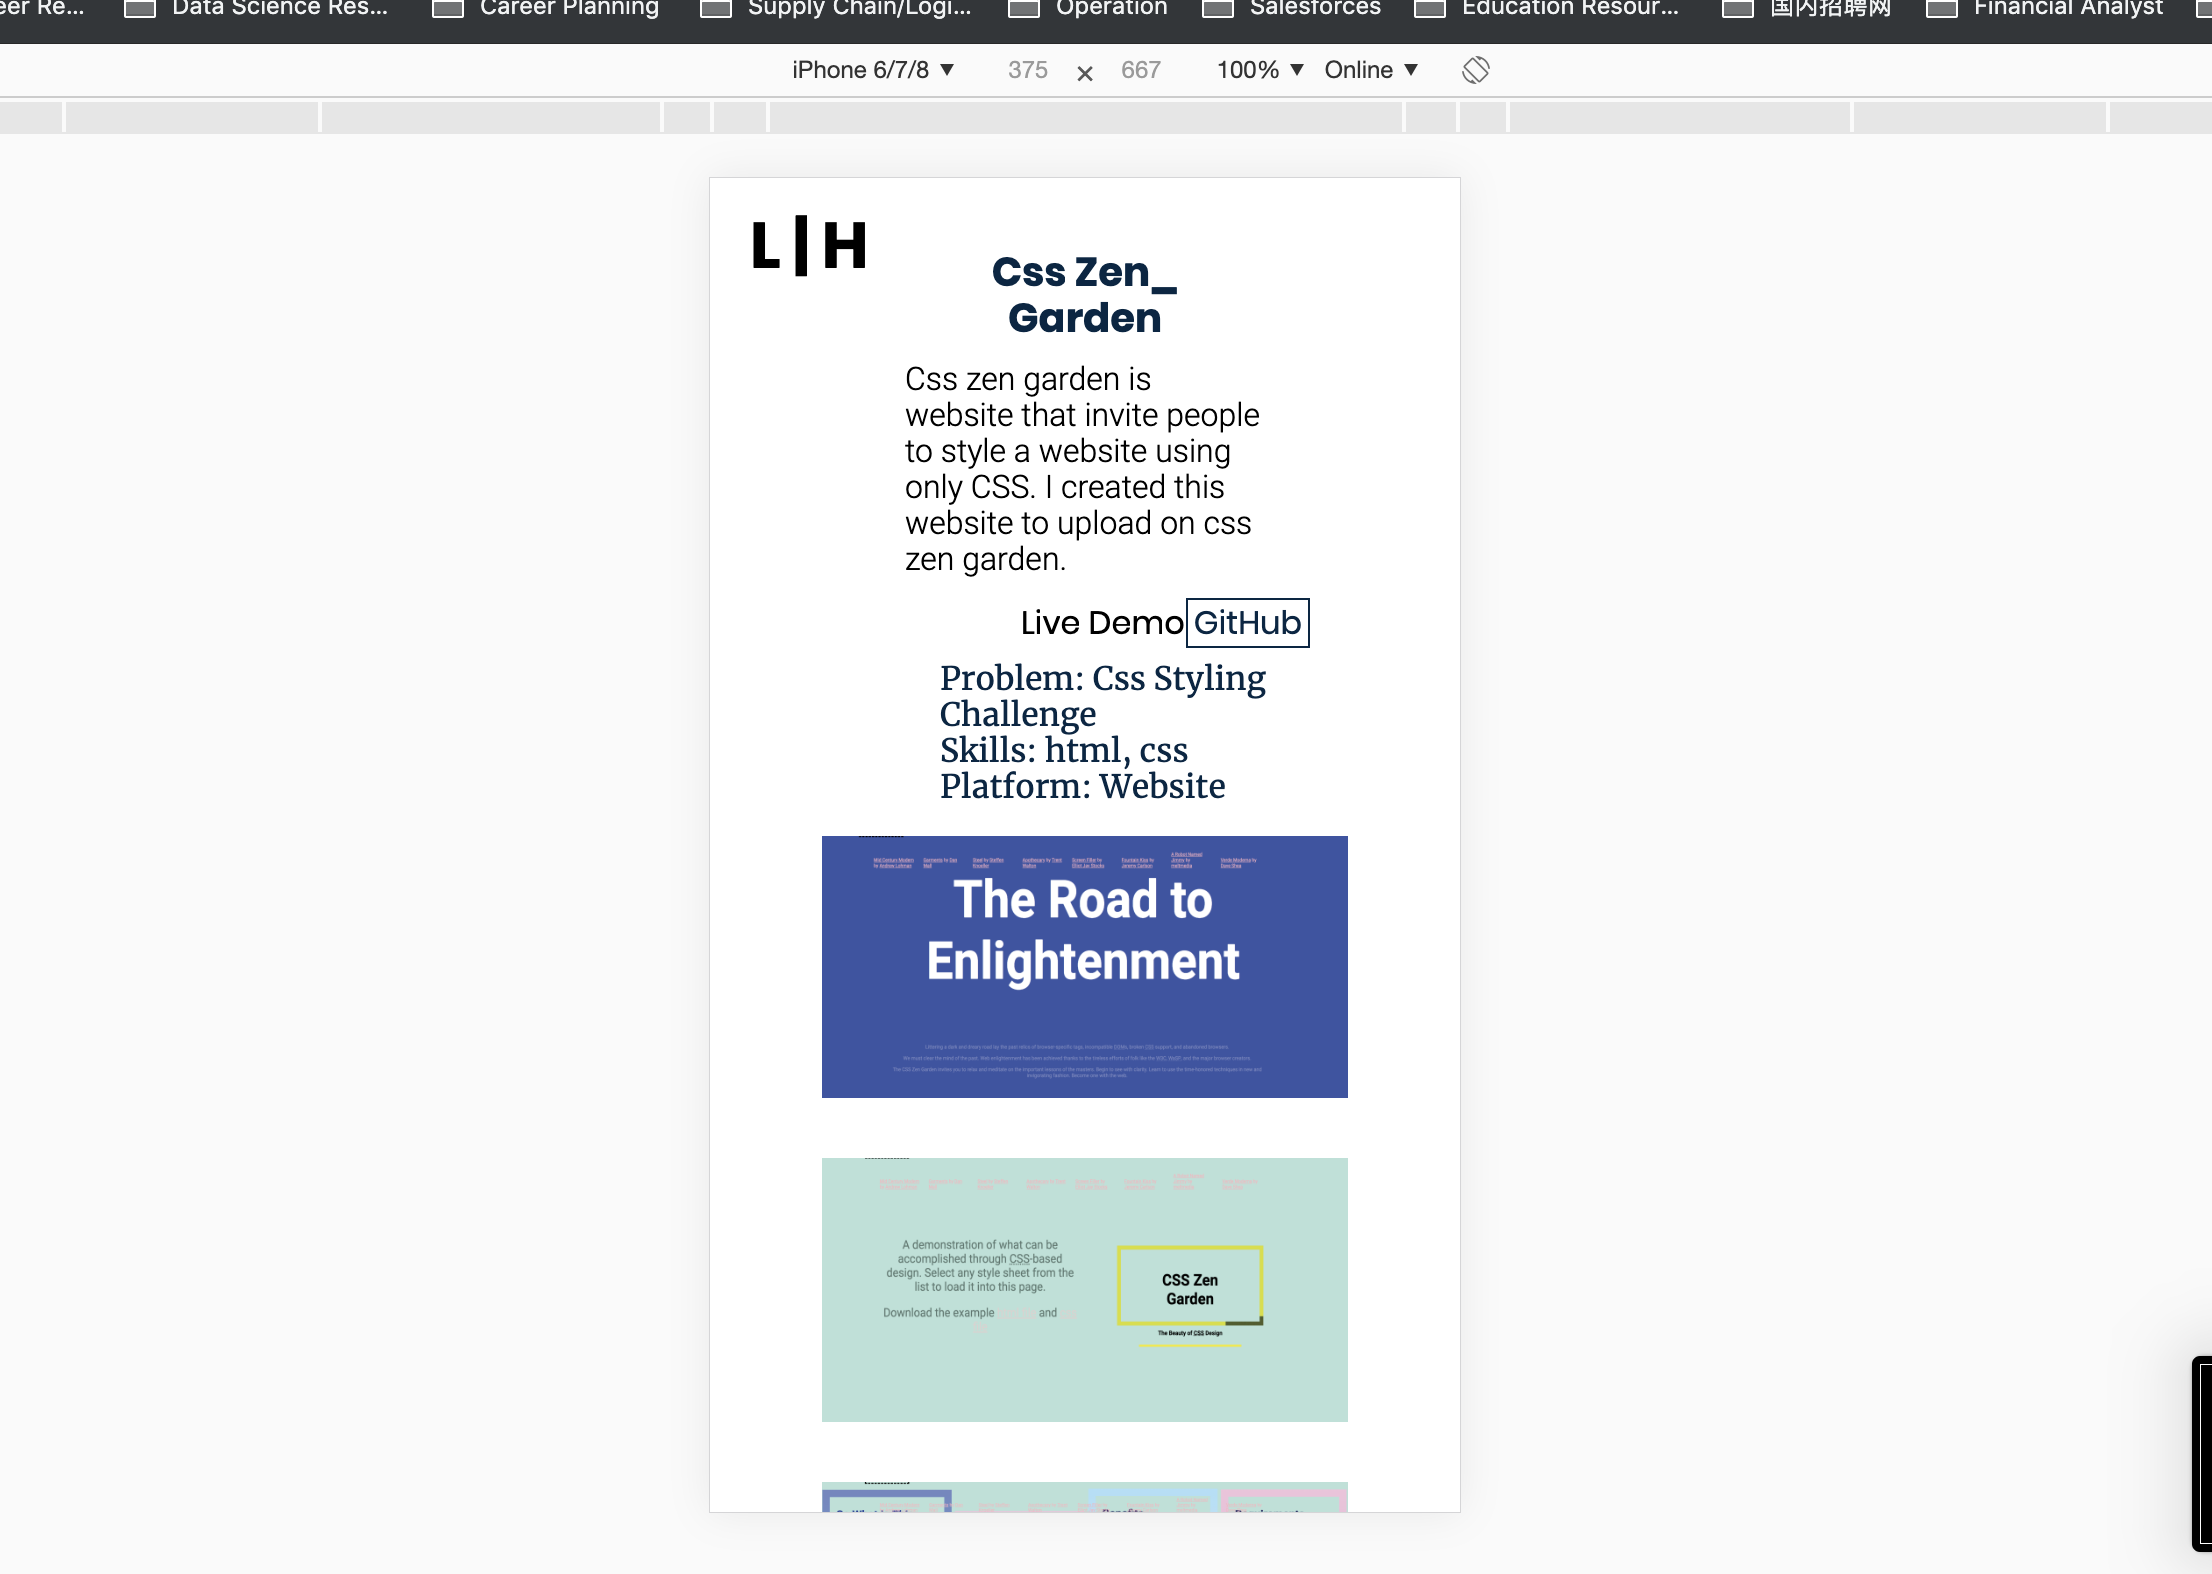 eer Re... Data Science Res... Career Planning Supply Chain/Logi... Operation Salesforces Education Resour... 国内招聘网 Financial Analyst
iPhone 6/7/8 ▼ 375 × 667 100% ▼ Online ▼
L|H
Css Zen_
Garden
Css zen garden is
website that invite people
to style a website using
only CSS. I created this
website to upload on css
zen garden.
Live Demo GitHub
Problem: Css Styling
Challenge
Skills: html, css
Platform: Website
The Road to
Enlightenment
A demonstration of what can be
accomplished through CSS-based
design. Select any style sheet from the
list to load it into this page.
Download the example and
CSS Zen
Garden
The Beauty of CSS Design